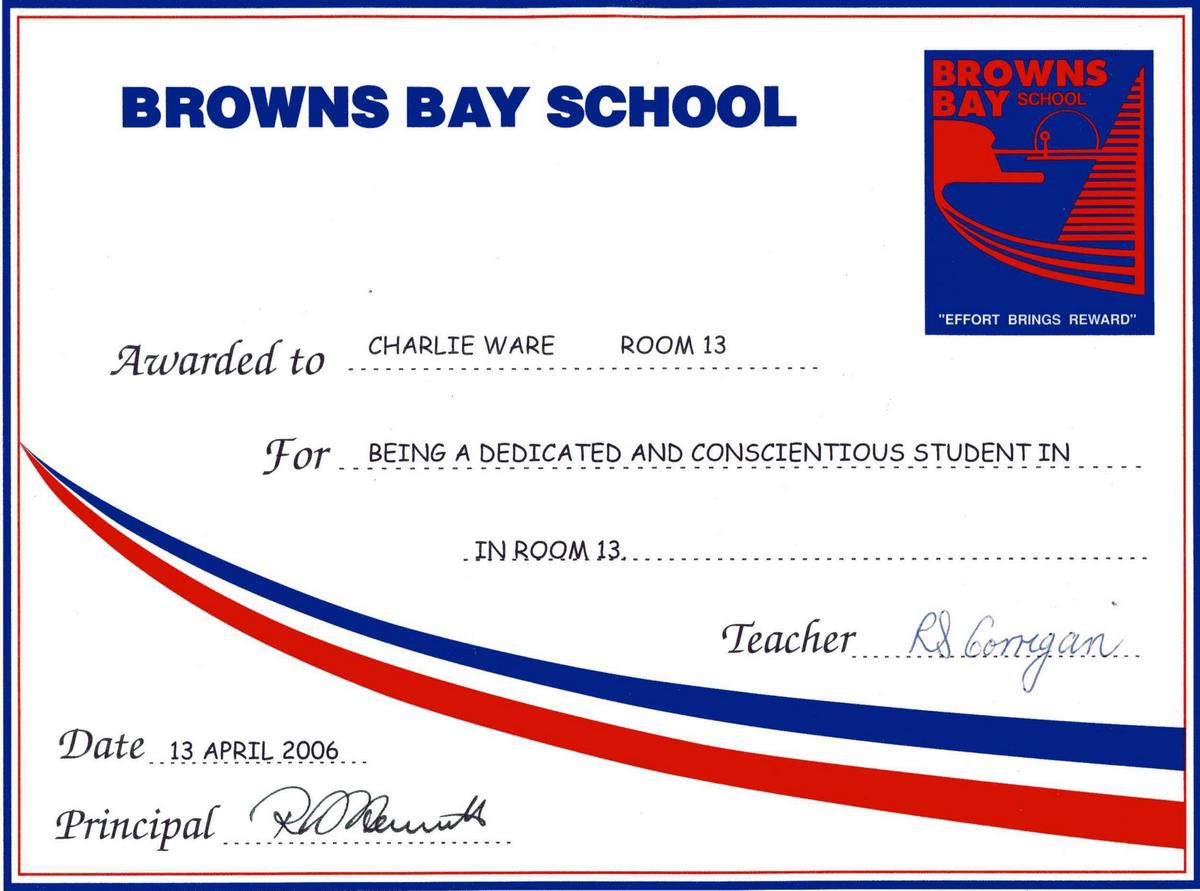 BROWNS BAY SCHOOL
BROWNS
BAY SCHOOL
"EFFORT BRINGS REWARD"
Awarded to CHARLIE WARE ROOM 13
For BEING A DEDICATED AND CONSCIENTIOUS STUDENT IN
IN ROOM 13.
Teacher RS Corrigan
Date 13 APRIL 2006
Principal